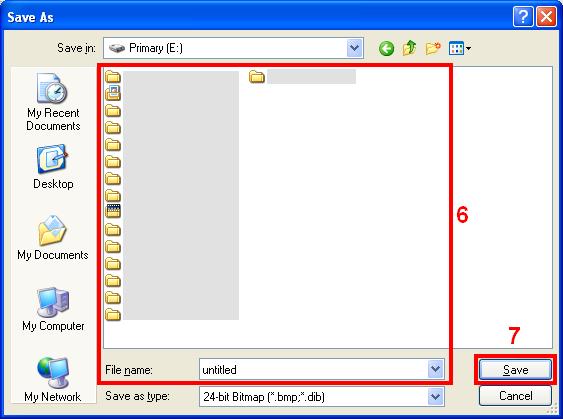 Save As
Save in:
Primary (E:)
My Recent
Documents
Desktop
My Documents
My Computer
My Network
6
7
File name:
untitled
Save
Save as type:
24-bit Bitmap (*.bmp;*.dib)
Cancel